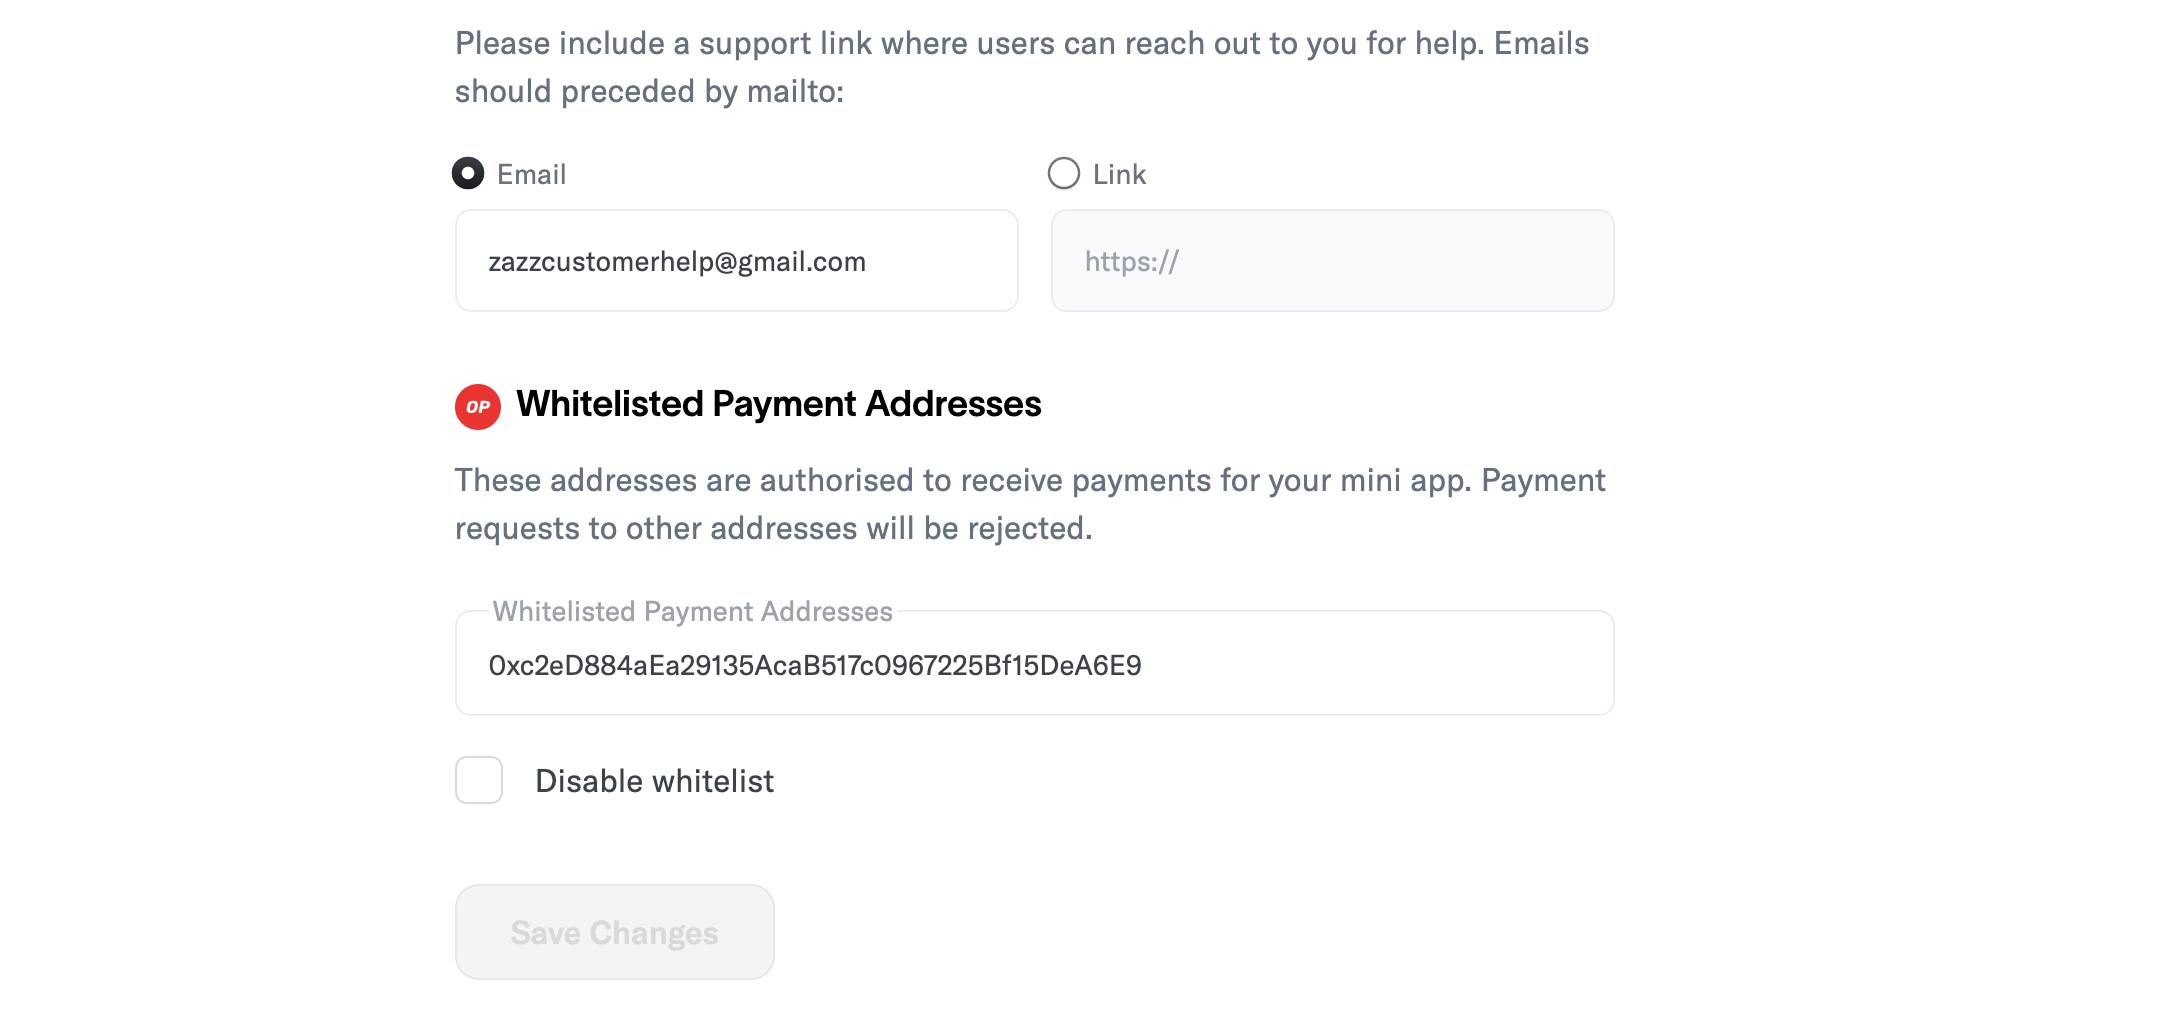 Please include a support link where users can reach out to you for help. Emails
should preceded by mailto:
Email
Link
zazzcustomerhelp@gmail.com
https://
OP
Whitelisted Payment Addresses
These addresses are authorised to receive payments for your mini app. Payment
requests to other addresses will be rejected.
Whitelisted Payment Addresses
0xc2eD884aEa29135AcaB517c0967225Bf15DeA6E9
Disable whitelist
Save Changes